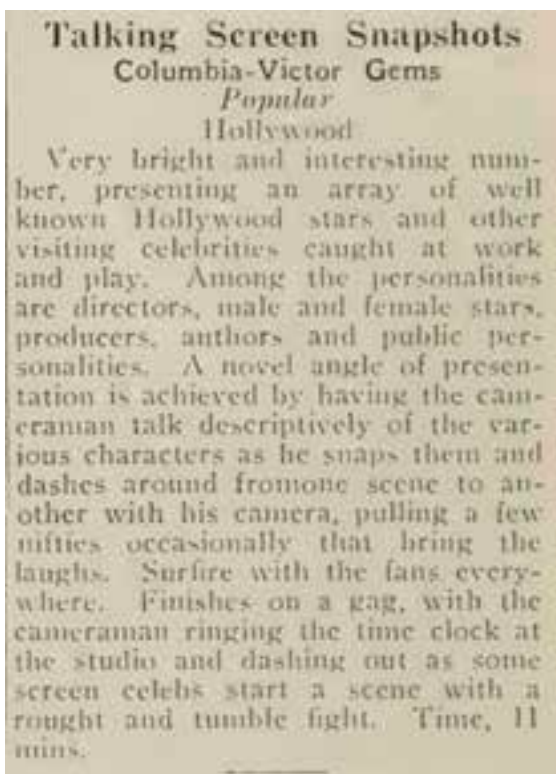 Talking Screen Snapshots
Columbia-Victor Gems
Popular
Hollywood
Very bright and interesting num-
ber, presenting an array of well
known Hollywood stars and other
visiting celebrities caught at work
and play. Among the personalities
are directors, male and female stars,
producers, authors and public per-
sonalities. A novel angle of presen-
tation is achieved by having the cam-
eraman talk descriptively of the var-
ious characters as he snaps them and
dashes around fromone scene to an-
other with his camera, pulling a few
nifties occasionally that bring the
laughs. Surfire with the fans every-
where. Finishes on a gag, with the
cameraman ringing the time clock at
the studio and dashing out as some
screen celebs start a scene with a
rought and tumble fight. Time, 11
mins.